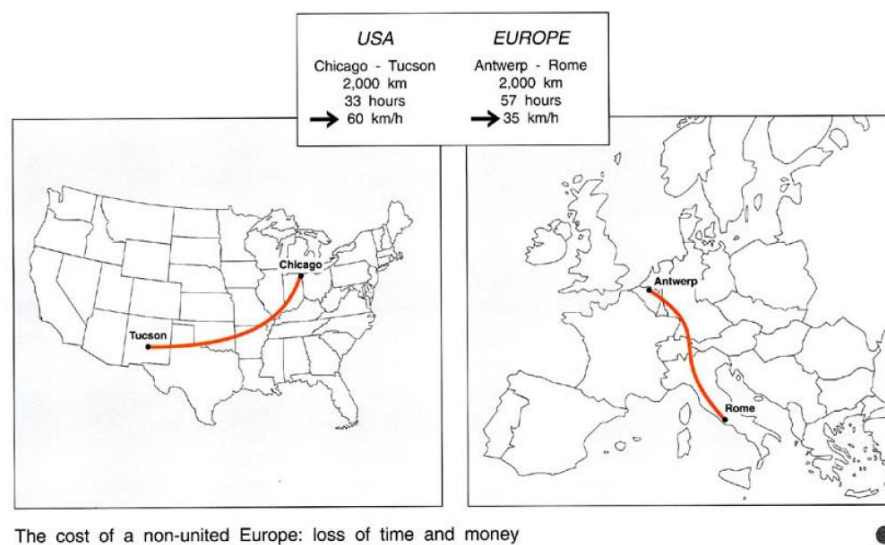 USA
Chicago - Tucson
2,000 km
33 hours
60 km/h
EUROPE
Antwerp - Rome
2,000 km
57 hours
35 km/h
Chicago
Tucson
Antwerp
Rome
The cost of a non-united Europe: loss of time and money